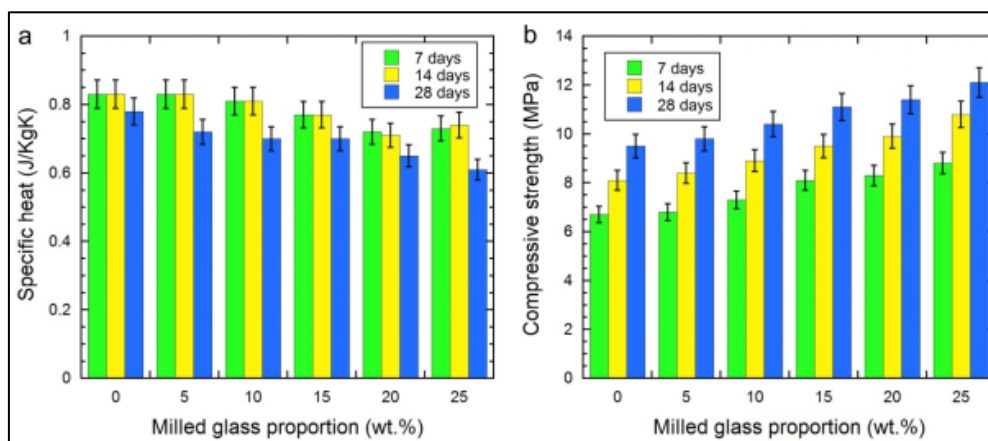 a
1
0.8
0.6
0.4
0.2
0
Specific heat (J/KgK)
7 days
14 days
28 days
0 5 10 15 20 25
Milled glass proportion (wt.%)
b
14
12
10
8
6
4
2
0
Compressive strength (MPa)
7 days
14 days
28 days
0 5 10 15 20 25
Milled glass proportion (wt.%)